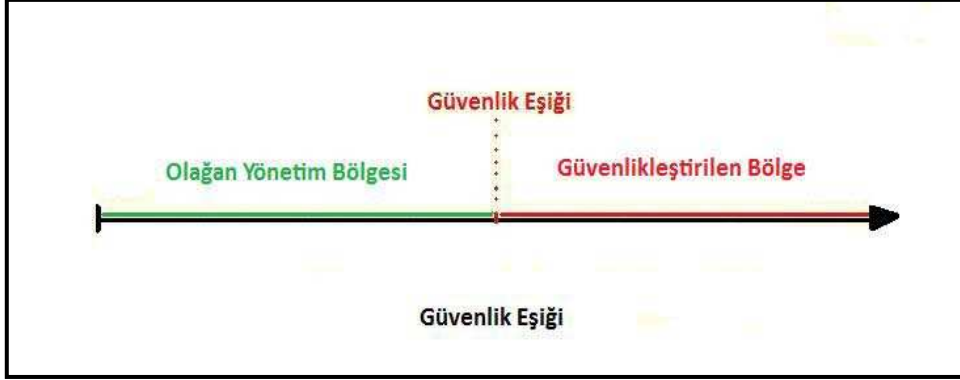 Güvenlik Eşiği
Olağan Yönetim Bölgesi
Güvenlikleştirilen Bölge
Güvenlik Eşiği